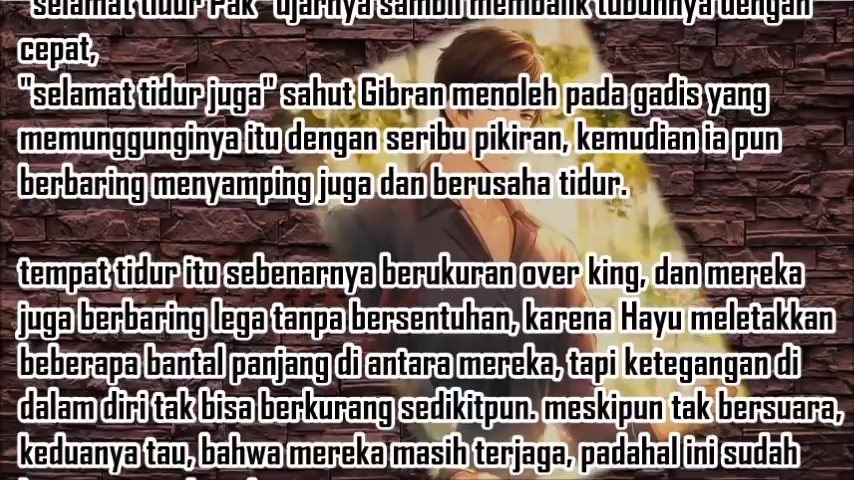 "selamat tidur Pak" ujarnya sambil membalik tubuhnya dengan
cepat,
"selamat tidur juga" sahut Gibran menoleh pada gadis yang
memunggunginya itu dengan seribu pikiran, kemudian ia pun
berbaring menyamping juga dan berusaha tidur.
tempat tidur itu sebenarnya berukuran over king, dan mereka
juga berbaring lega tanpa bersentuhan, karena Hayu meletakkan
beberapa bantal panjang di antara mereka, tapi ketegangan di
dalam diri tak bisa berkurang sedikitpun. meskipun tak bersuara,
keduanya tau, bahwa mereka masih terjaga, padahal ini sudah